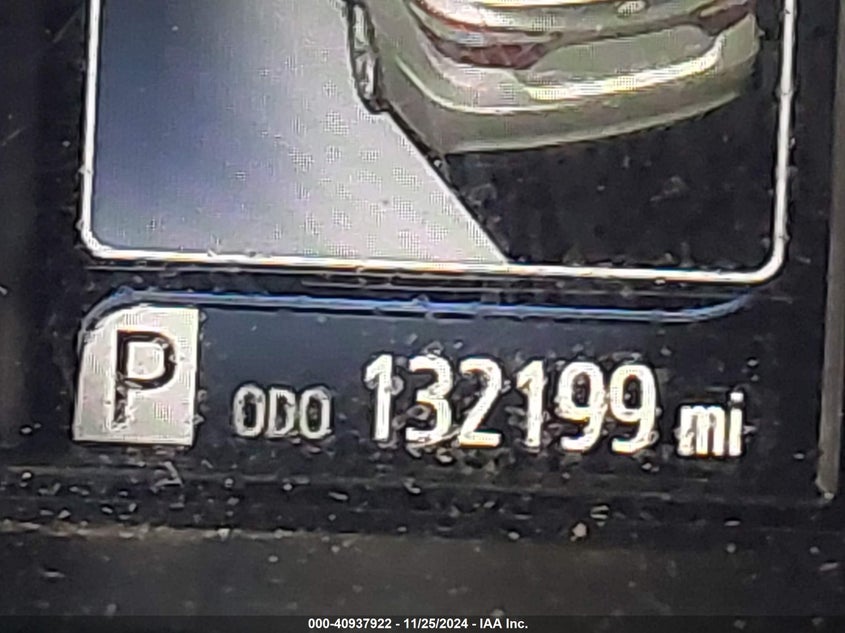 P ODO 132199 mi
000-40937922 - 11/25/2024 - IAA Inc.